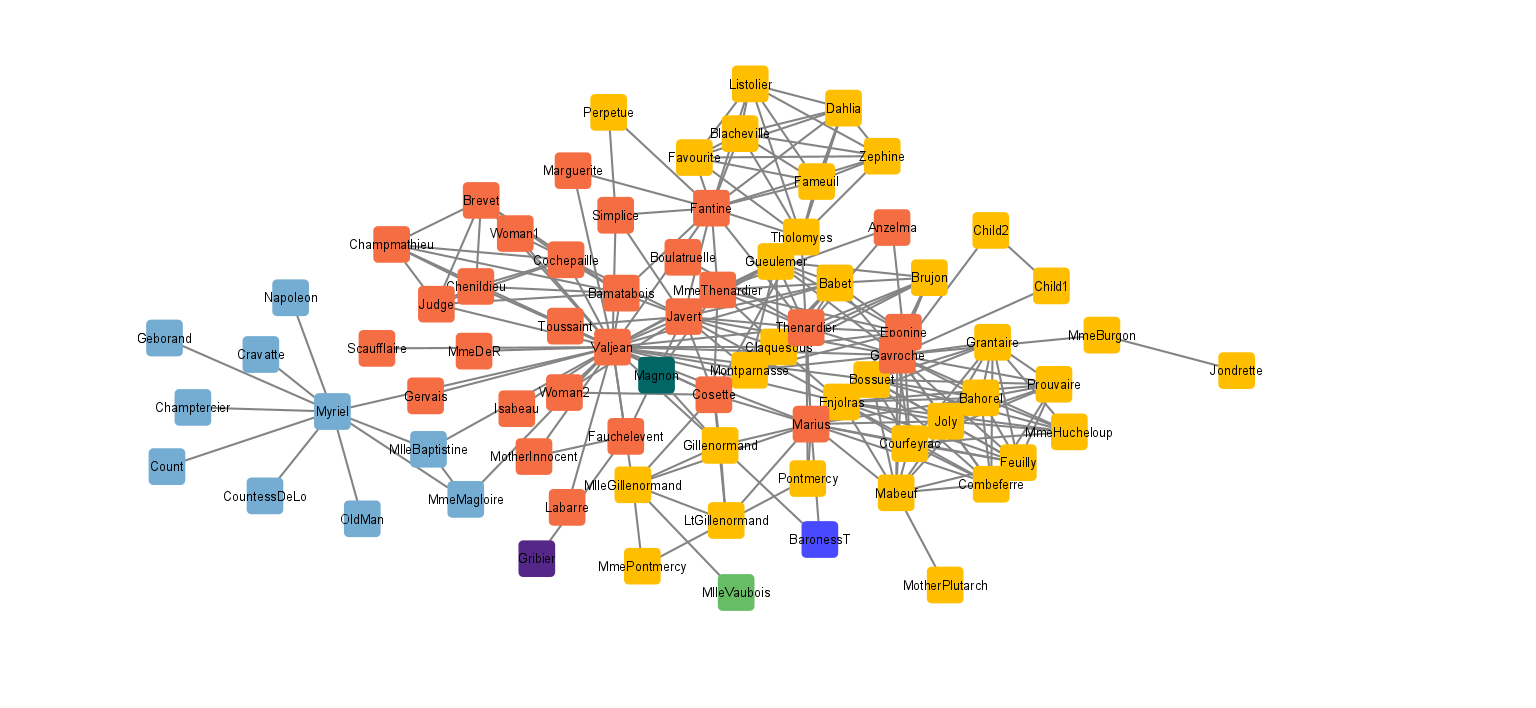 Listolier
Dahlia
Perpetue
Blacheville
Favourite
Zephine
Marguerite
Fameuil
Brevet
Fantine
Simplice
Anzelma
Child2
Woman1
Tholomyes
Champmathieu
Boulatruelle
Cochepaille
Gueulemer
Brujon
Babet
Child1
Chenildieu
MmeThenardier
Bamatabois
Napoleon
Judge
Javert
Toussaint
Thenardier
Eponine
MmeBurgon
Geborand
Grantaire
Scaufflaire
Valjean
Claquesous
MmeDeR
Cravatte
Gavroche
Montparnasse
Jondrette
Magnon
Bossuet
Prouvaire
Woman2
Cosette
Gervais
Bahorel
Enjolras
Champtercier
Isabeau
Myriel
Joly
Marius
MmeHucheloup
Fauchelevent
Courfeyrac
Gillenormand
MlleBaptistine
MotherInnocent
Feuilly
Count
Pontmercy
MlleGillenormand
Combeferre
Mabeuf
CountessDeLo
MmeMagloire
Labarre
OldMan
LtGillenormand
BaronessT
Gribier
MmePontmercy
MotherPlutarch
MlleVaubois